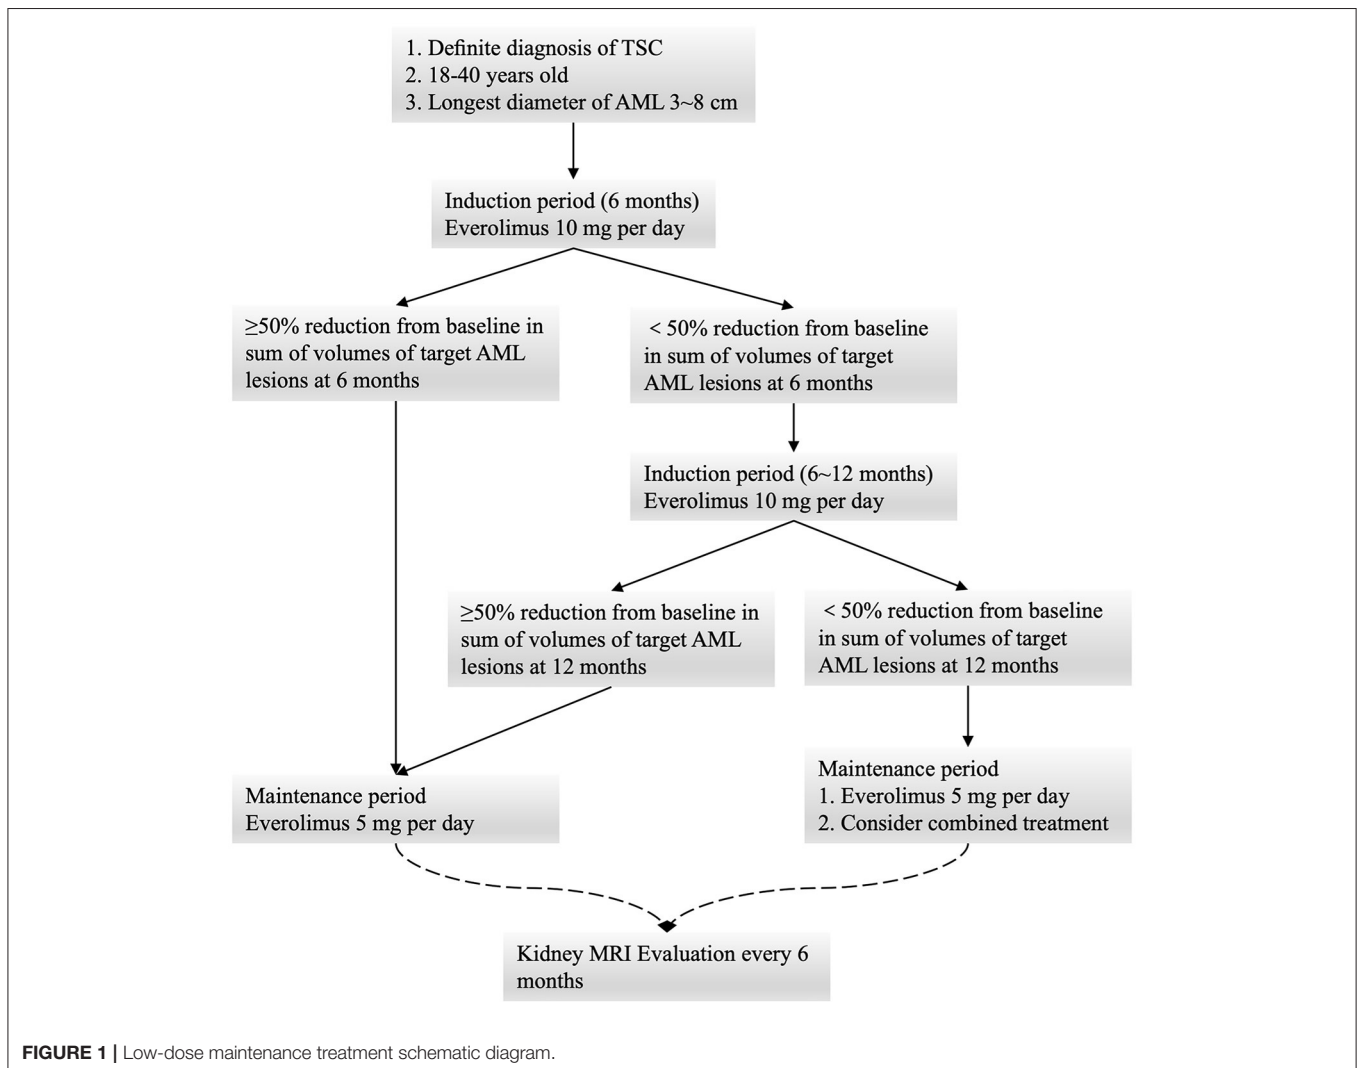 1. Definite diagnosis of TSC
2. 18-40 years old
3. Longest diameter of AML 3~8 cm
Induction period (6 months)
Everolimus 10 mg per day
≥50% reduction from baseline in
sum of volumes of target AML
lesions at 6 months
< 50% reduction from baseline
in sum of volumes of target
AML lesions at 6 months
Induction period (6~12 months)
Everolimus 10 mg per day
≥50% reduction from baseline in
sum of volumes of target AML
lesions at 12 months
< 50% reduction from baseline
in sum of volumes of target
AML lesions at 12 months
Maintenance period
Everolimus 5 mg per day
Maintenance period
1. Everolimus 5 mg per day
2. Consider combined treatment
Kidney MRI Evaluation every 6
months
FIGURE 1 | Low-dose maintenance treatment schematic diagram.